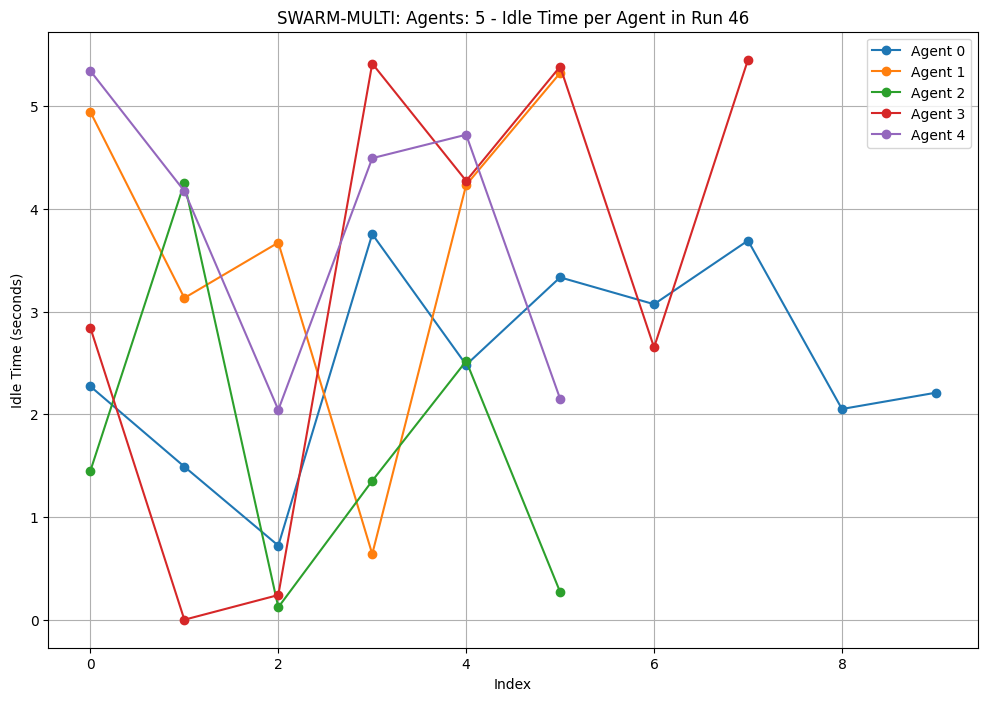 SWARM-MULTI: Agents: 5 - Idle Time per Agent in Run 46
Agent 0
Agent 1
Agent 2
Agent 3
Agent 4
Idle Time (seconds)
5
4
3
2
1
0
0 2 4 6 8
Index